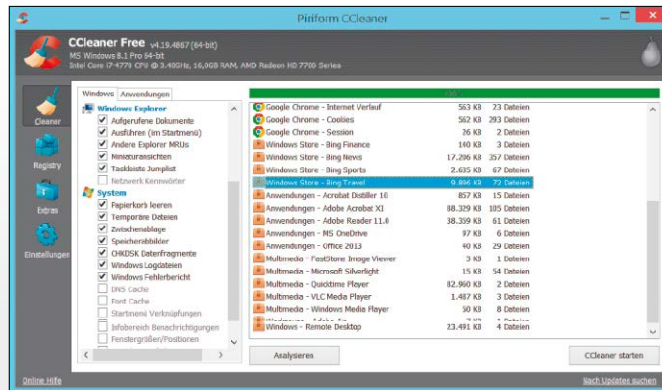 Piriform CCleaner
CCleaner Free v4.19.4867 (64-bit)
MS Windows 8.1 Pro 64-bit
Intel Core i7-4770 CPU @ 3.40GHz, 16,0GB RAM, AMD Radeon HD 7700 Series
Cleaner
Registry
Extras
Einstellungen
Windows Anwendungen
Windows Explorer
Aufgerufene Dokumente
Ausführen (im Startmenü)
Andere Explorer MRUs
Miniaturansichten
Taskleiste Jumplist
Netzwerk Kennwörter
System
Papierkorb leeren
Temporäre Dateien
Zwischenablage
Speicherabbilder
CHKDSK Datenfragmente
Windows Logdateien
Windows Fehlerbericht
DNS Cache
Font Cache
Startmenü Verknüpfungen
Infobereich Benachrichtigungen
Fenstergrößen/Positionen
Google Chrome - Internet Verlauf 563 KB 23 Dateien
Google Chrome - Cookies 562 KB 293 Dateien
Google Chrome - Session 26 KB 2 Dateien
Windows Store - Bing Finance 140 KB 3 Dateien
Windows Store - Bing News 17.296 KB 357 Dateien
Windows Store - Bing Sports 2.635 KB 67 Dateien
Windows Store - Bing Travel 9.896 KB 72 Dateien
Anwendungen - Acrobat Distiller 10 857 KB 15 Dateien
Anwendungen - Adobe Acrobat XI 88.329 KB 105 Dateien
Anwendungen - Adobe Reader 11.0 38.359 KB 61 Dateien
Anwendungen - MS OneDrive 97 KB 6 Dateien
Anwendungen - Office 2013 40 KB 29 Dateien
Multimedia - FastStone Image Viewer 3 KB 1 Dateien
Multimedia - Microsoft Silverlight 15 KB 54 Dateien
Multimedia - Quicktime Player 82.960 KB 2 Dateien
Multimedia - VLC Media Player 1.487 KB 3 Dateien
Multimedia - Windows Media Player 50 KB 8 Dateien
Windows - Remote Desktop 23.491 KB 4 Dateien
Analysieren
CCleaner starten
Online Hilfe
Nach Updates suchen